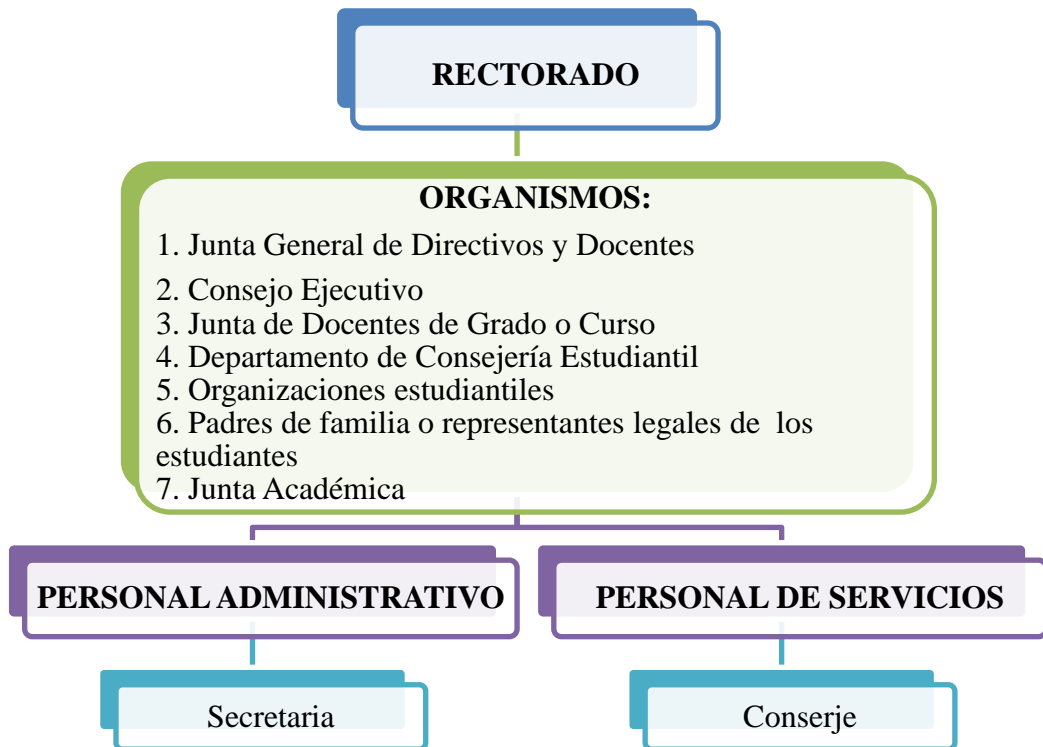 RECTORADO
ORGANISMOS:
1. Junta General de Directivos y Docentes
2. Consejo Ejecutivo
3. Junta de Docentes de Grado o Curso
4. Departamento de Consejería Estudiantil
5. Organizaciones estudiantiles
6. Padres de familia o representantes legales de los
estudiantes
7. Junta Académica
PERSONAL ADMINISTRATIVO
PERSONAL DE SERVICIOS
Secretaria
Conserje